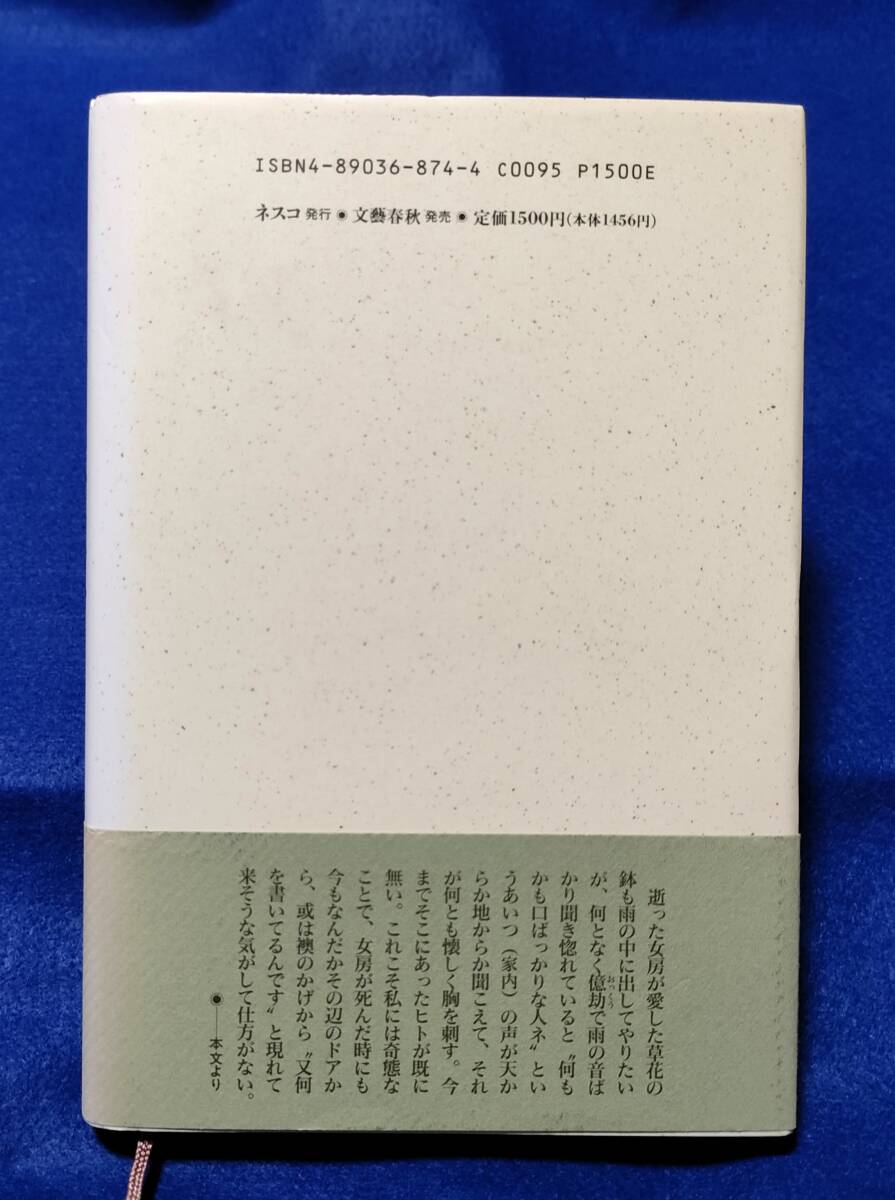 ISBN4-89036-874-4 C0095 P1500E
ネスコ発行◉文藝春秋発売◉定価1500円(本体1456円)
逝った女房が愛した草花の
鉢も雨の中に出してやりたい
が、何となく億劫で雨の音ば
おっくう
かり聞き惚れていると〝何も
かも口ばっかりな人ネ〟とい
うあいつ（家内）の声が天か
らか地からか聞こえて、それ
が何とも懐しく胸を刺す。今
までそこにあったヒトが既に
無い。これこそ私には奇態な
ことで、女房が死んだ時にも
今もなんだかその辺のドアか
ら、或は襖のかげから〝又何
を書いてるんです〟と現れて
来そうな気がして仕方がない。
◉——本文より